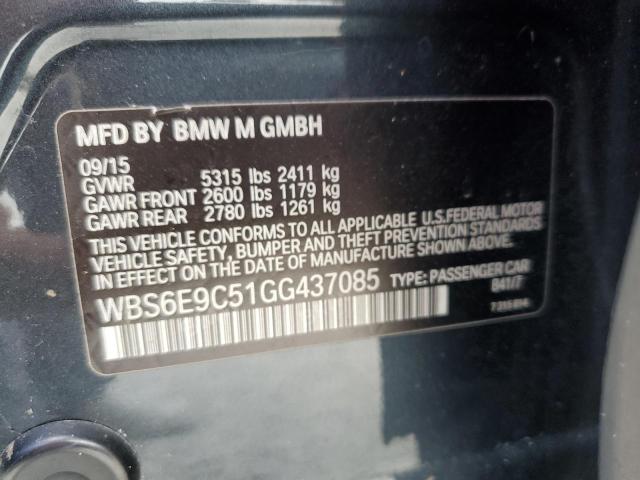 MFD BY BMW M GMBH
09/15
GVWR 5315 lbs 2411 kg
GAWR FRONT 2600 lbs 1179 kg
GAWR REAR 2780 lbs 1261 kg
THIS VEHICLE CONFORMS TO ALL APPLICABLE U.S.FEDERAL MOTOR
VEHICLE SAFETY, BUMPER AND THEFT PREVENTION STANDARDS
IN EFFECT ON THE DATE OF MANUFACTURE SHOWN ABOVE.
WBS6E9C51GG437085 TYPE: PASSENGER CAR
B41/7